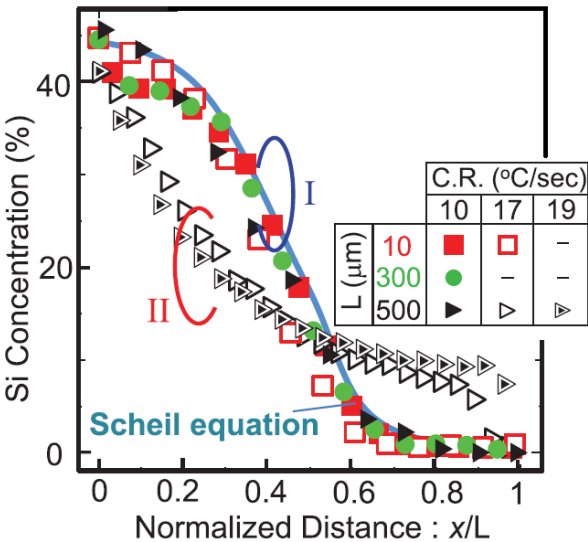 Si Concentration (%)
40
20
0
I
II
Scheil equation
C.R. (°C/sec)
10 17 19
L (μm)
10 –
300 – –
500
0 0.2 0.4 0.6 0.8 1
Normalized Distance : x/L